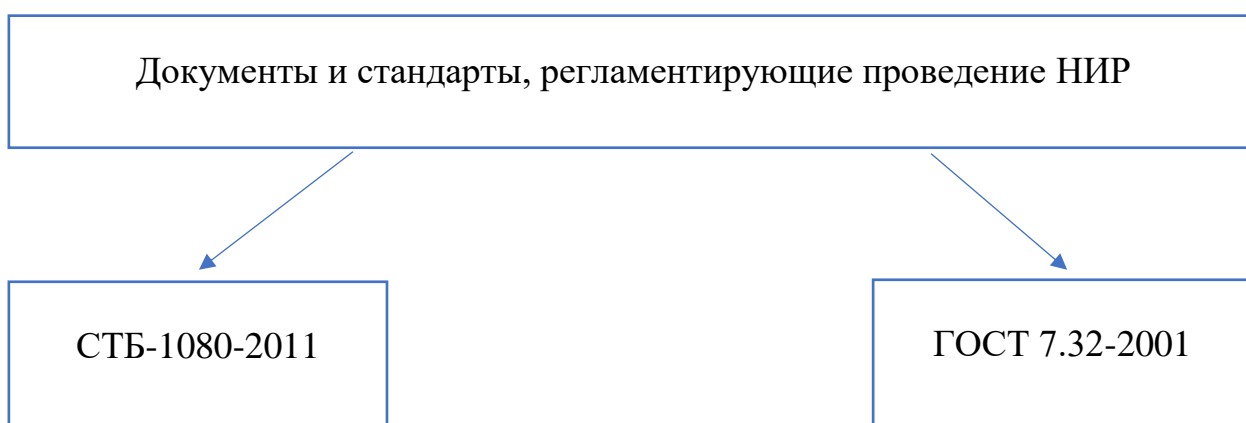 Документы и стандарты, регламентирующие проведение НИР
СТБ-1080-2011
ГОСТ 7.32-2001